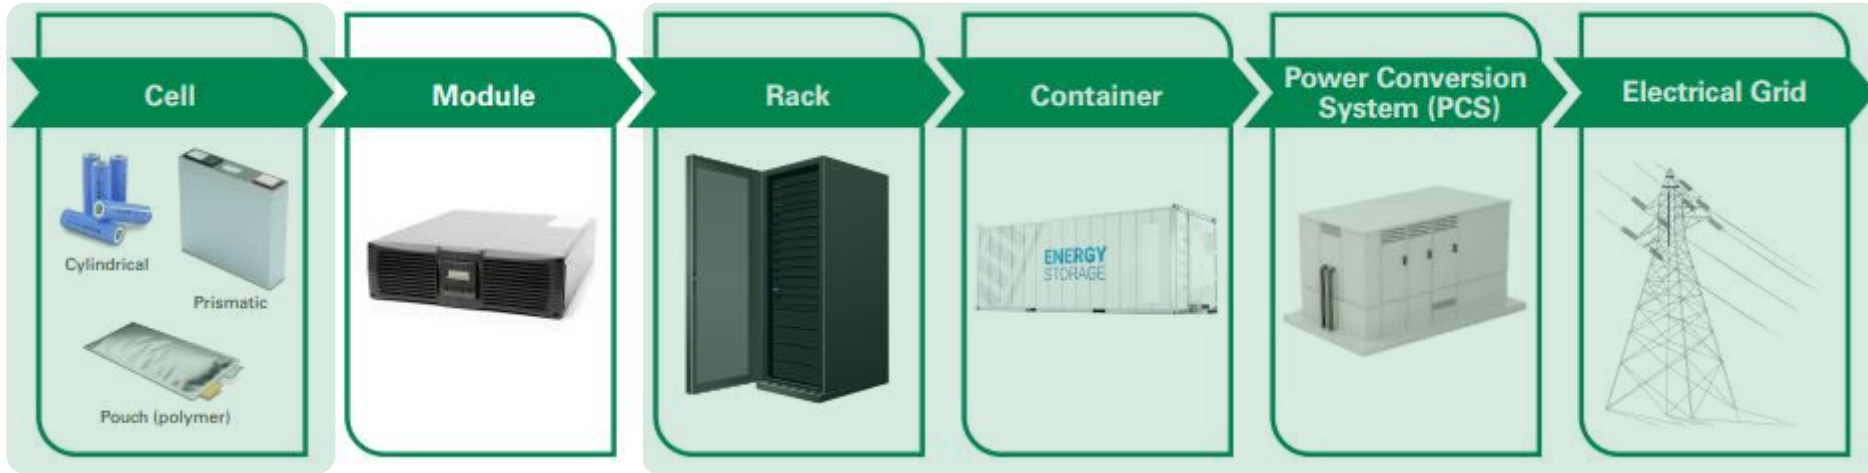 Cell
Module
Rack
Container
Power Conversion
System (PCS)
Electrical Grid
Cylindrical
Prismatic
Pouch (polymer)
ENERGY
STORAGE